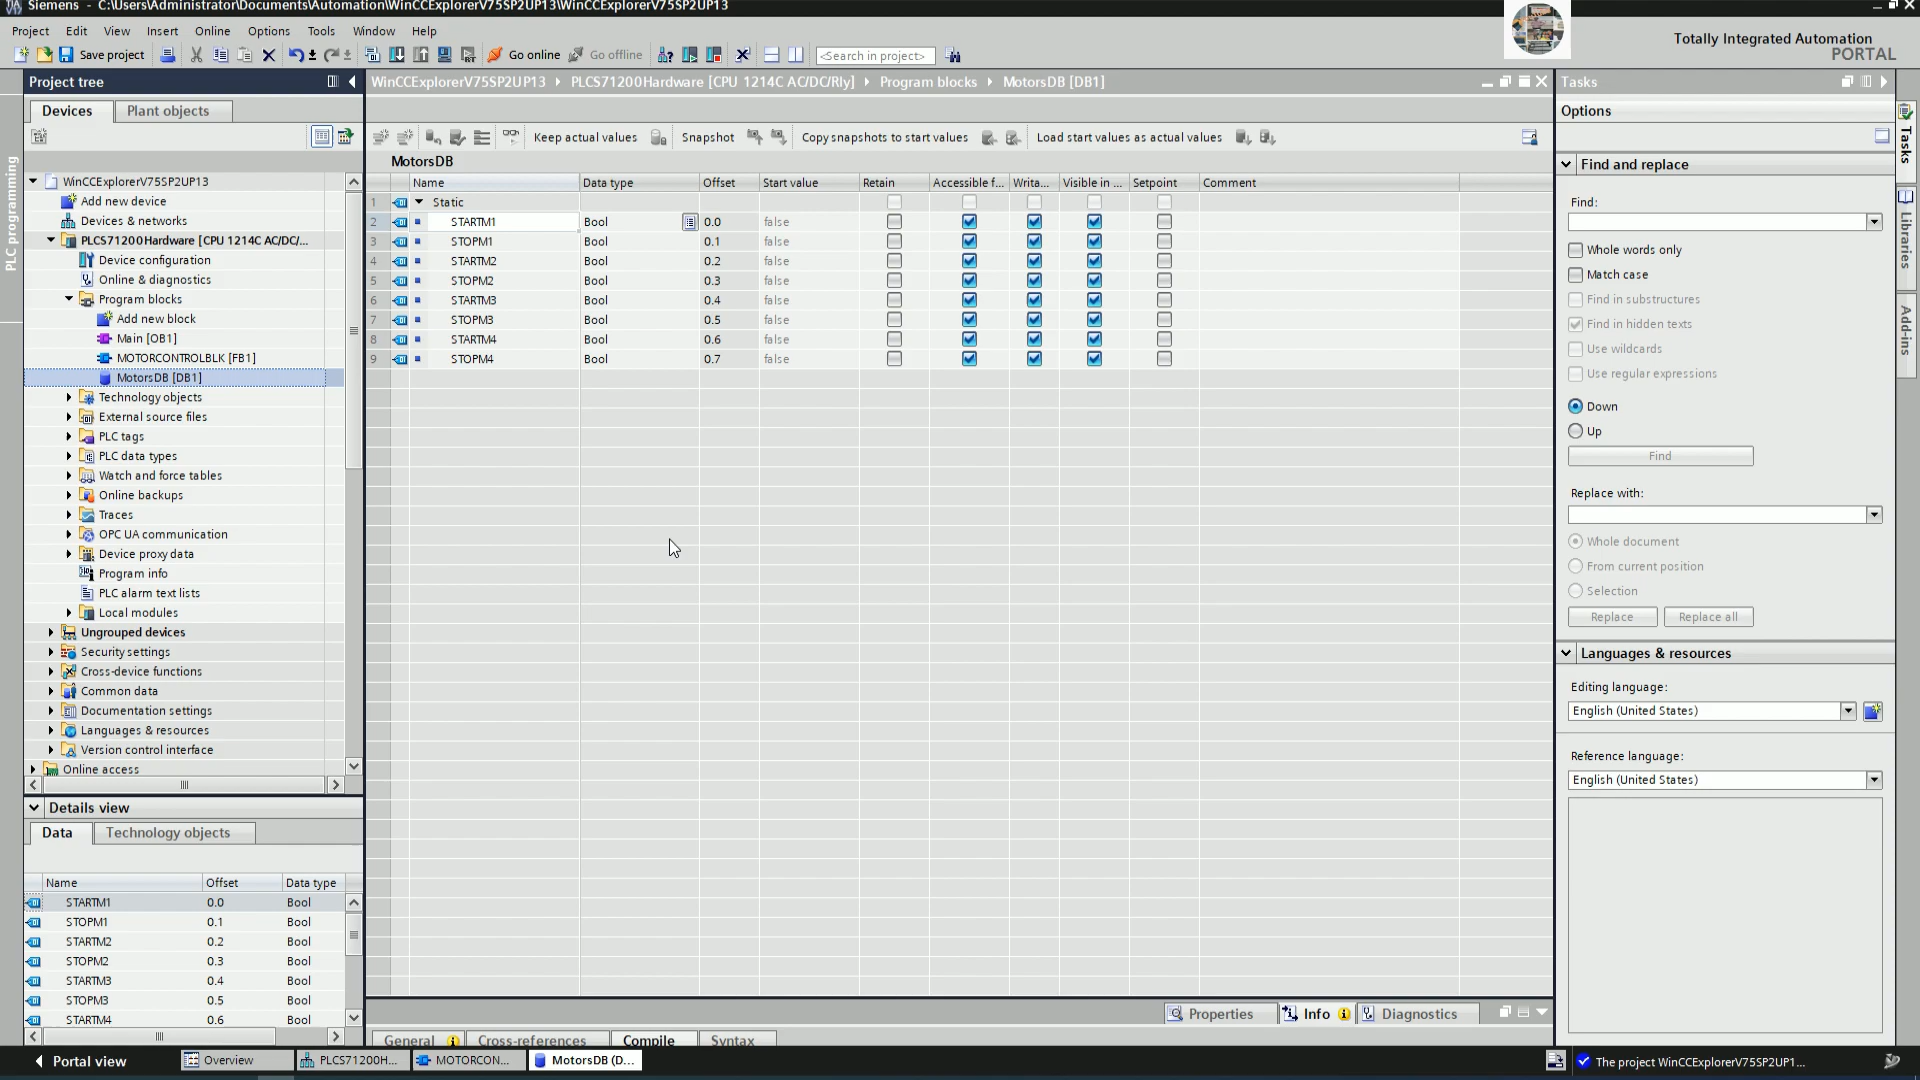 Siemens - C:\Users\Administrator\Documents\Automation\WinCCExplorerV75SP2UP13\WinCCExplorerV75SP2UP13
Project Edit View Insert Online Options Tools Window Help
Totally Integrated Automation
PORTAL
Save project Go online Go offline <Search in project>
Project tree
WinCCExplorerV75SP2UP13 PLCS71200Hardware [CPU 1214C AC/DC/Rly] Program blocks MotorsDB [DB1]
Tasks
Devices Plant objects
Options
PLC programming
Keep actual values Snapshot Copy snapshots to start values Load start values as actual values
MotorsDB
Name Data type Offset Start value Retain Accessible f... Writa... Visible in ... Setpoint Comment
1 Static
2 STARTM1 Bool 0.0 false
3 STOPM1 Bool 0.1 false
4 STARTM2 Bool 0.2 false
5 STOPM2 Bool 0.3 false
6 STARTM3 Bool 0.4 false
7 STOPM3 Bool 0.5 false
8 STARTM4 Bool 0.6 false
9 STOPM4 Bool 0.7 false
WinCCExplorerV75SP2UP13
Add new device
Devices & networks
PLCS71200Hardware [CPU 1214C AC/DC/...
Device configuration
Online & diagnostics
Program blocks
Add new block
Main [OB1]
MOTORCONTROLBLK [FB1]
MotorsDB [DB1]
Technology objects
External source files
PLC tags
PLC data types
Watch and force tables
Online backups
Traces
OPC UA communication
Device proxy data
Program info
PLC alarm text lists
Local modules
Ungrouped devices
Security settings
Cross-device functions
Common data
Documentation settings
Languages & resources
Version control interface
Online access
Details view
Data Technology objects
Name Offset Data type
STARTM1 0.0 Bool
STOPM1 0.1 Bool
STARTM2 0.2 Bool
STOPM2 0.3 Bool
STARTM3 0.4 Bool
STOPM3 0.5 Bool
STARTM4 0.6 Bool
Find and replace
Find:
Whole words only
Match case
Find in substructures
Find in hidden texts
Use wildcards
Use regular expressions
Down
Up
Find
Replace with:
Whole document
From current position
Selection
Replace Replace all
Languages & resources
Editing language:
English (United States)
Reference language:
English (United States)
Tasks
Libraries
Add-ins
Properties Info Diagnostics
General Cross-references Compile Syntax
Portal view Overview PLCS71200H... MOTORCON... MotorsDB (D... The project WinCCExplorerV75SP2UP1...